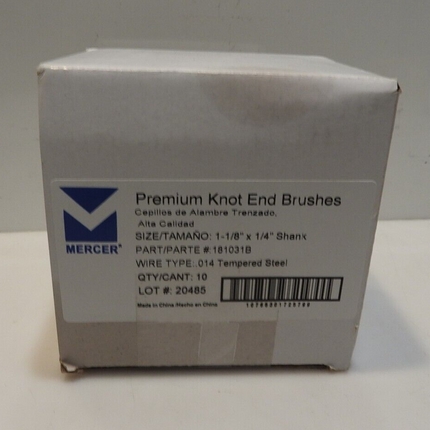 Premium Knot End Brushes
Cepillos de Alambre Trenzado,
Alta Calidad
SIZE/TAMAÑO: 1-1/8" x 1/4" Shank
PART/PARTE #:181031B
WIRE TYPE:.014 Tempered Steel
QTY/CANT: 10
LOT #: 20485
Made in China/Hecho en China
MERCER®